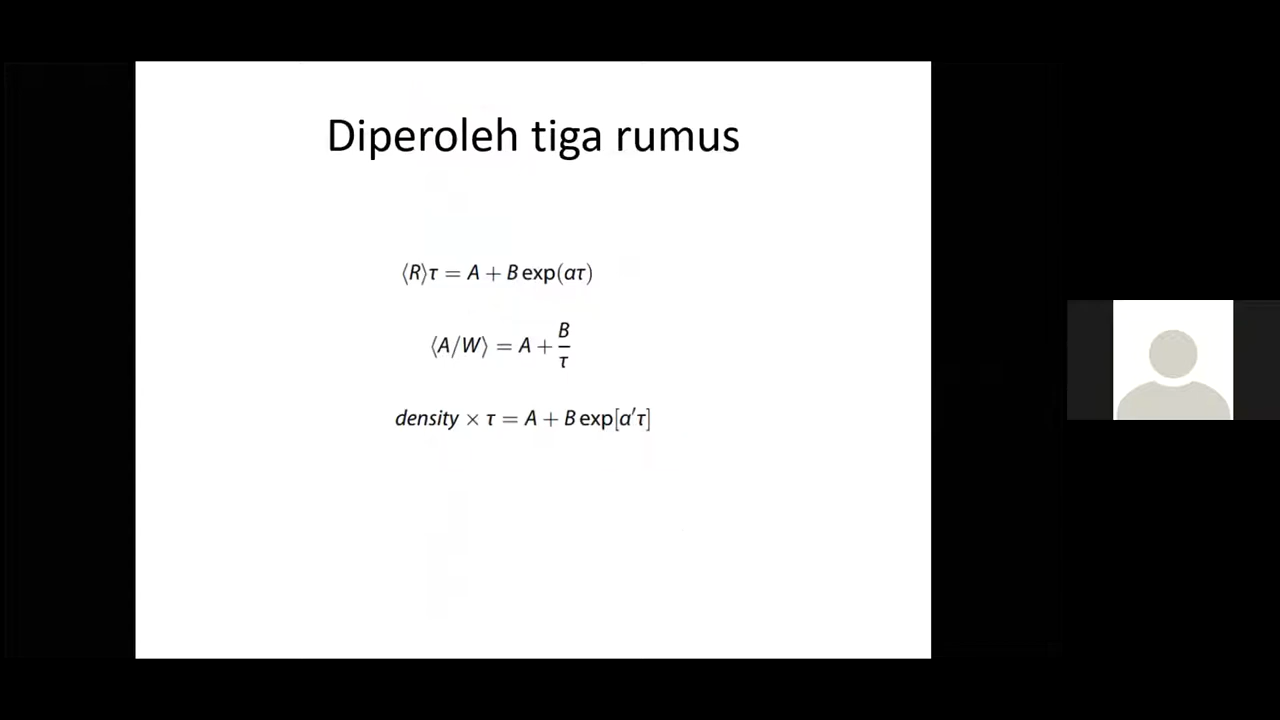 Diperoleh tiga rumus
⟨R⟩τ = A + B exp(ατ)
⟨A/W⟩ = A + B/τ
density × τ = A + B exp[α′τ]